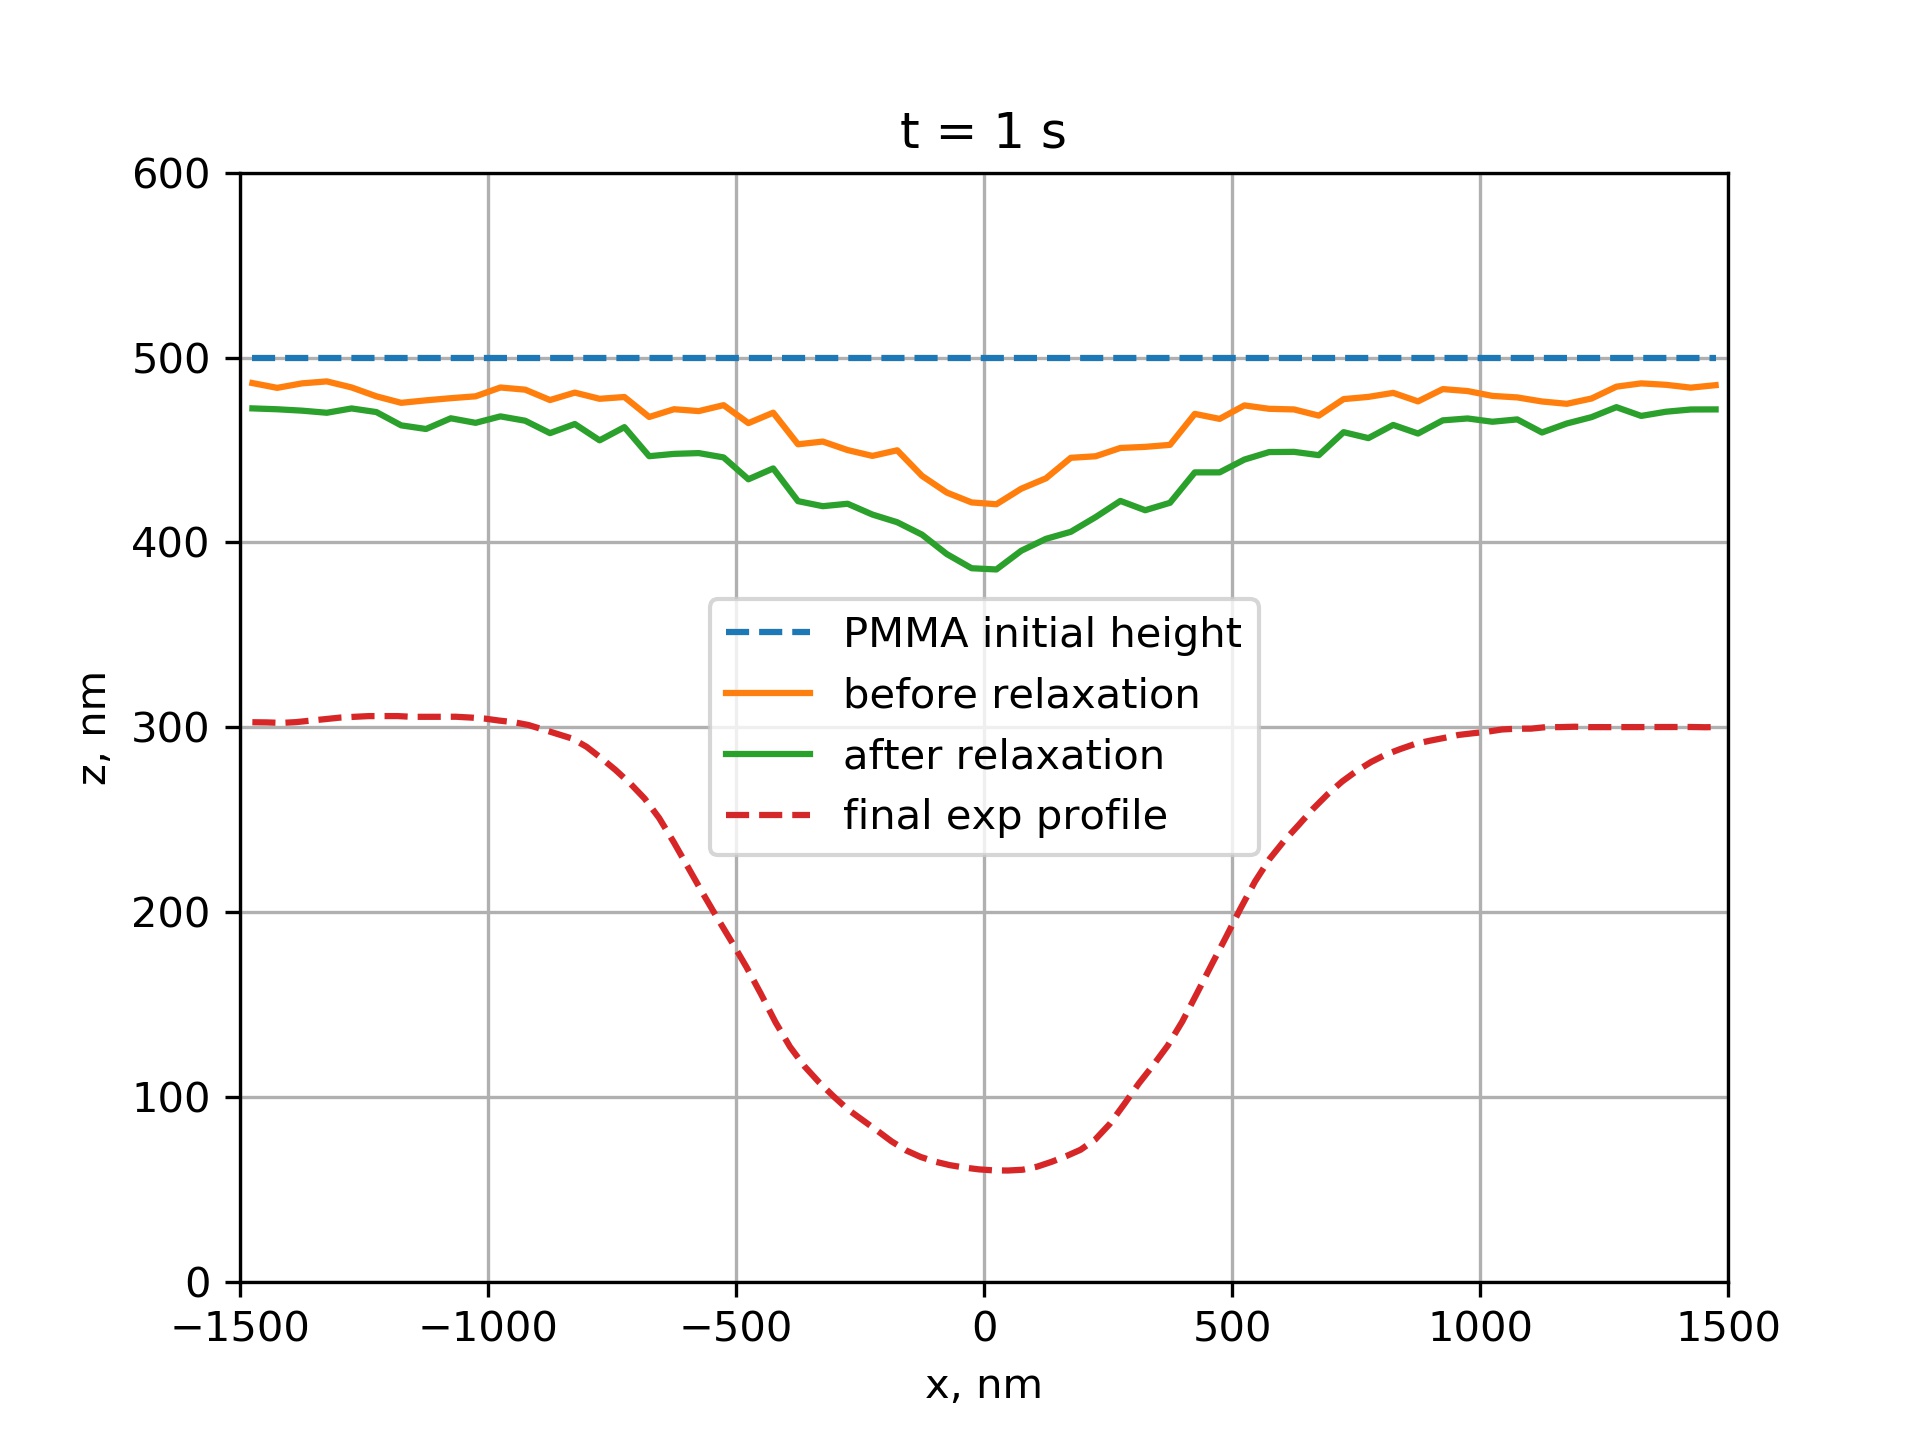 t = 1 s
600
500
400
300
200
100
0
z, nm
PMMA initial height
before relaxation
after relaxation
final exp profile
−1500
−1000
−500
0
500
1000
1500
x, nm